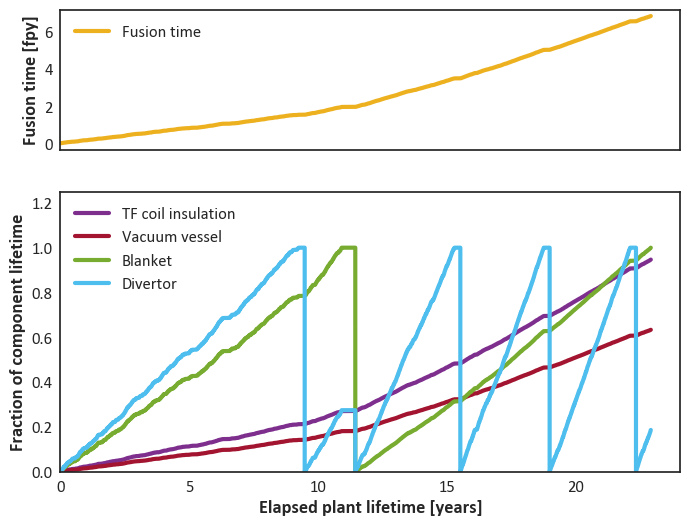 Fusion time [fpy]
6
4
2
0
Fusion time
Fraction of component lifetime
1.2
1.0
0.8
0.6
0.4
0.2
0.0
TF coil insulation
Vacuum vessel
Blanket
Divertor
0 5 10 15 20
Elapsed plant lifetime [years]